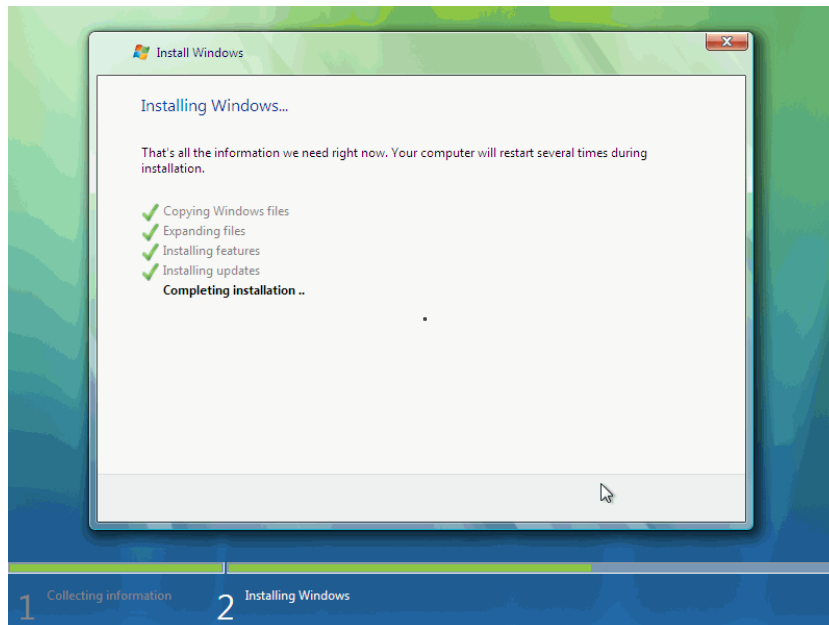 Install Windows
Installing Windows...
That's all the information we need right now. Your computer will restart several times during
installation.
Copying Windows files
Expanding files
Installing features
Installing updates
Completing installation ..
1 Collecting information
2 Installing Windows